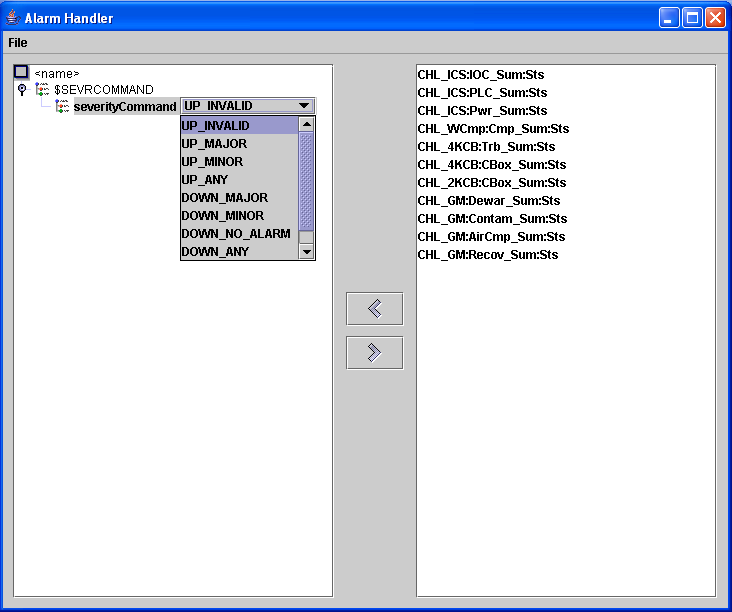 Alarm Handler
File
<name>
$SEVRCOMMAND
severityCommand UP_INVALID
UP_INVALID
UP_MAJOR
UP_MINOR
UP_ANY
DOWN_MAJOR
DOWN_MINOR
DOWN_NO_ALARM
DOWN_ANY
CHL_ICS:IOC_Sum:Sts
CHL_ICS:PLC_Sum:Sts
CHL_ICS:Pwr_Sum:Sts
CHL_WCmp:Cmp_Sum:Sts
CHL_4KCB:Trb_Sum:Sts
CHL_4KCB:CBox_Sum:Sts
CHL_2KCB:CBox_Sum:Sts
CHL_GM:Dewar_Sum:Sts
CHL_GM:Contam_Sum:Sts
CHL_GM:AirCmp_Sum:Sts
CHL_GM:Recov_Sum:Sts